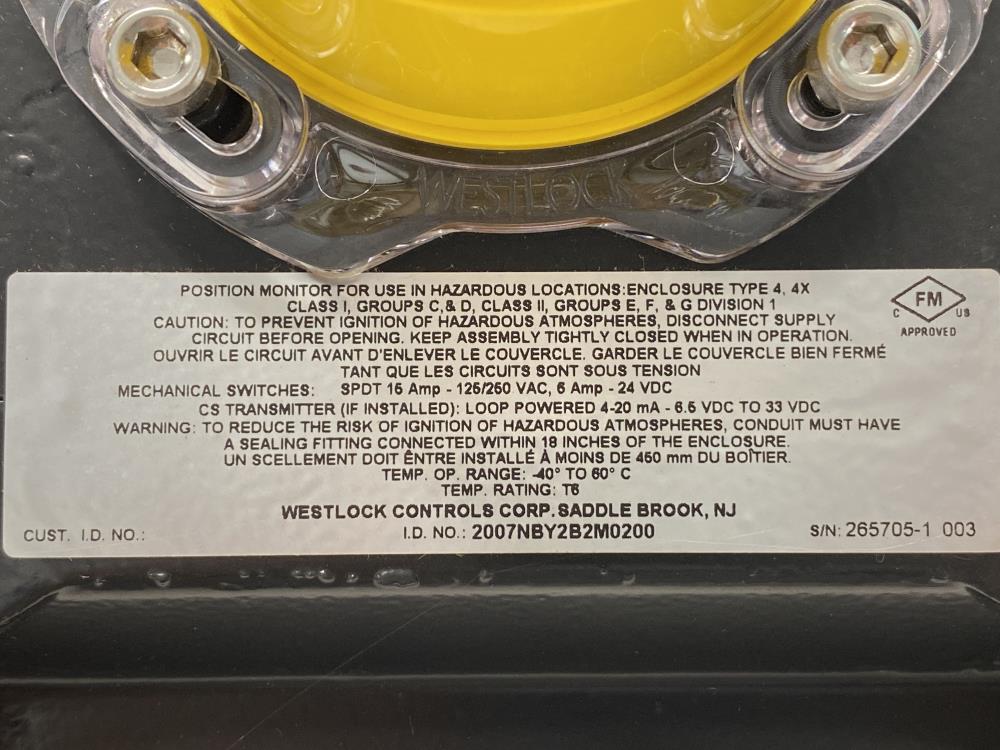 WESTLOCK
POSITION MONITOR FOR USE IN HAZARDOUS LOCATIONS: ENCLOSURE TYPE 4, 4X
CLASS I, GROUPS C,& D, CLASS II, GROUPS E, F, & G DIVISION 1
CAUTION: TO PREVENT IGNITION OF HAZARDOUS ATMOSPHERES, DISCONNECT SUPPLY
CIRCUIT BEFORE OPENING. KEEP ASSEMBLY TIGHTLY CLOSED WHEN IN OPERATION.
OUVRIR LE CIRCUIT AVANT D'ENLEVER LE COUVERCLE. GARDER LE COUVERCLE BIEN FERMÉ
TANT QUE LES CIRCUITS SONT SOUS TENSION
FM
C US
APPROVED
MECHANICAL SWITCHES: SPDT 15 Amp - 125/250 VAC, 6 Amp - 24 VDC
CS TRANSMITTER (IF INSTALLED): LOOP POWERED 4-20 mA - 6.5 VDC TO 33 VDC
WARNING: TO REDUCE THE RISK OF IGNITION OF HAZARDOUS ATMOSPHERES, CONDUIT MUST HAVE
A SEALING FITTING CONNECTED WITHIN 18 INCHES OF THE ENCLOSURE.
UN SCELLEMENT DOIT ÊNTRE INSTALLÉ À MOINS DE 450 mm DU BOÎTIER.
TEMP. OP. RANGE: -40° TO 60° C
TEMP. RATING: T6
WESTLOCK CONTROLS CORP. SADDLE BROOK, NJ
CUST. I.D. NO.: I.D. NO.: 2007NBY2B2M0200 S/N: 265705-1 003